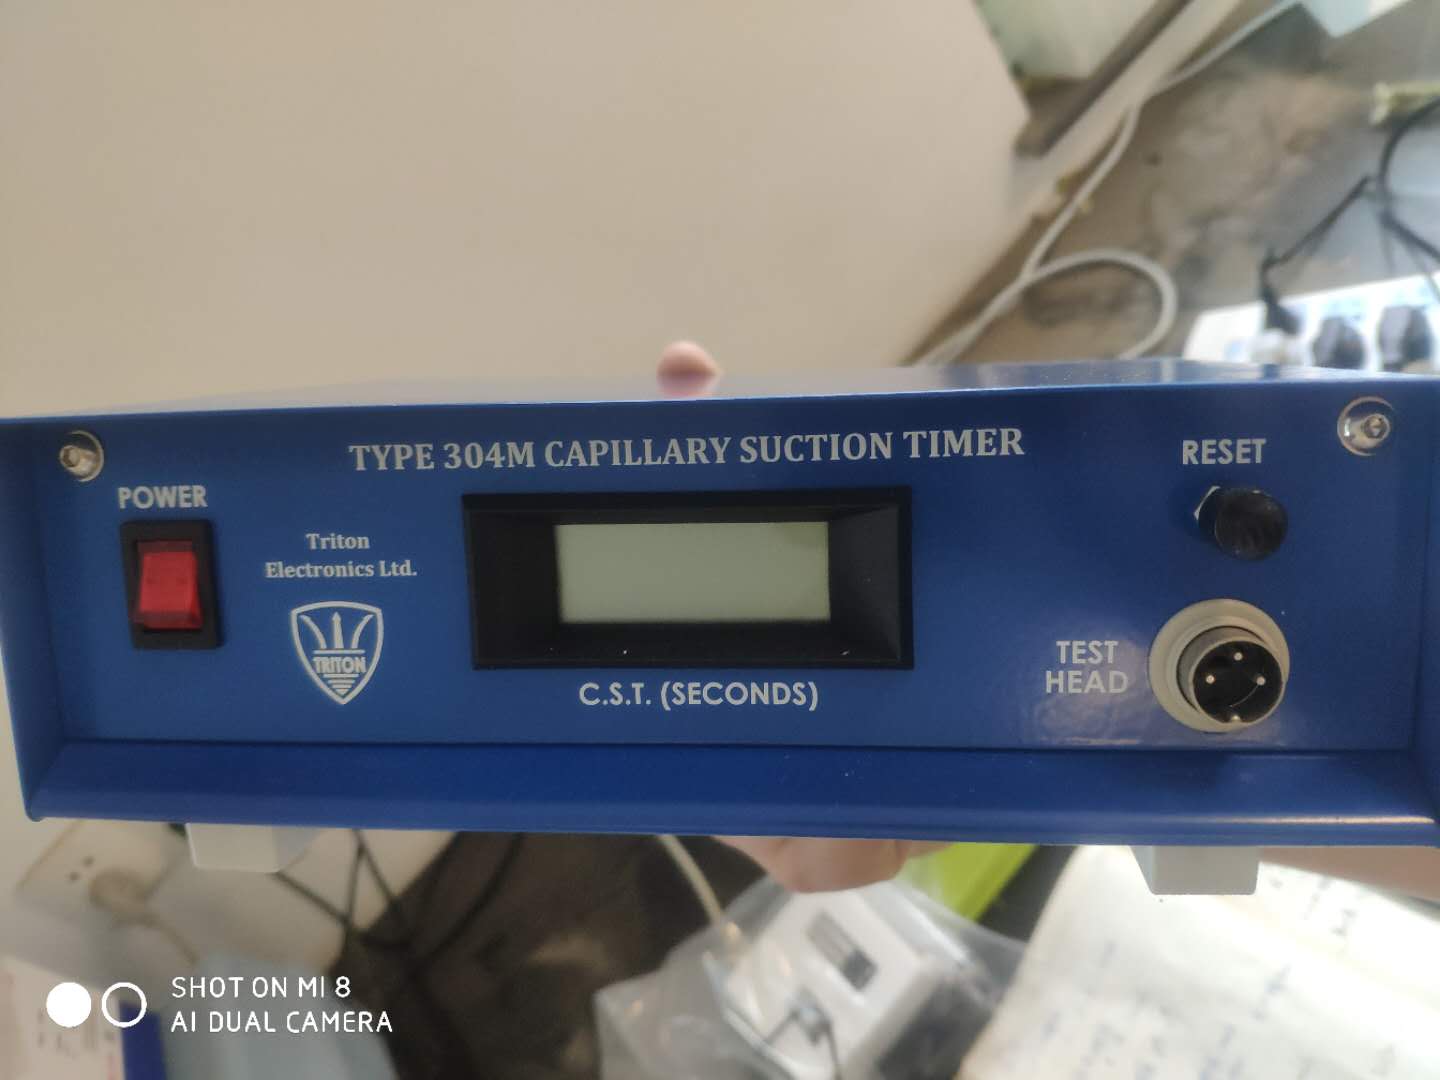 TYPE 304M CAPILLARY SUCTION TIMER
RESET
POWER
Triton
Electronics Ltd.
TRITON
TEST
HEAD
C.S.T. (SECONDS)
SHOT ON MI 8
AI DUAL CAMERA